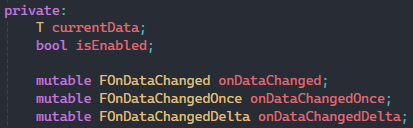 private:
T currentData;
bool isEnabled;
mutable FOnDataChanged onDataChanged;
mutable FOnDataChangedOnce onDataChangedOnce;
mutable FOnDataChangedDelta onDataChangedDelta;